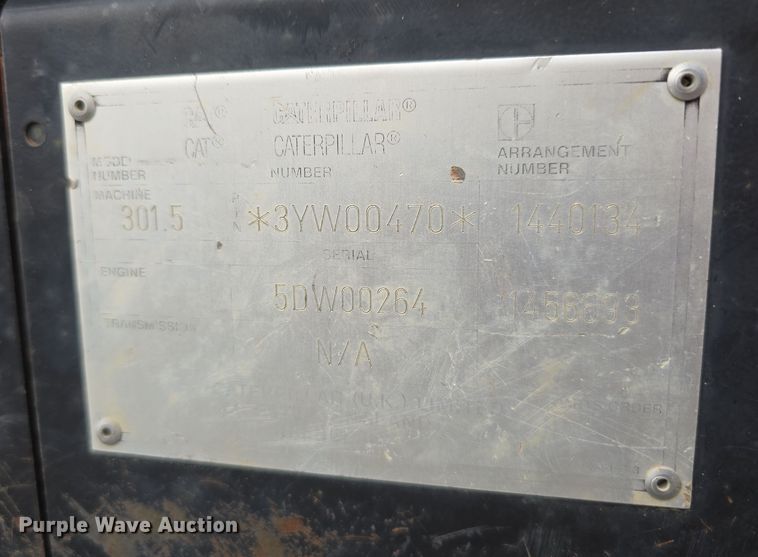 CAT® CATERPILLAR®
CAT® CATERPILLAR®
MODEL NUMBER NUMBER ARRANGEMENT NUMBER
MACHINE 301.5 PIN *3YW00470* 1440134
SERIAL
ENGINE 5DW00264
TRANSMISSION N/A
(U.K.)
Purple Wave Auction